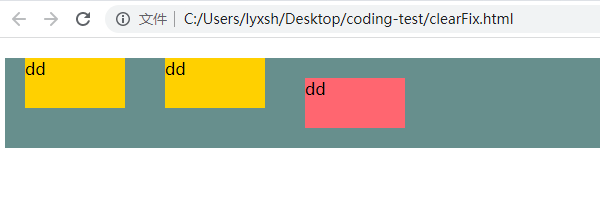 文件 C:/Users/lyxsh/Desktop/coding-test/clearFix.html
dd dd
dd